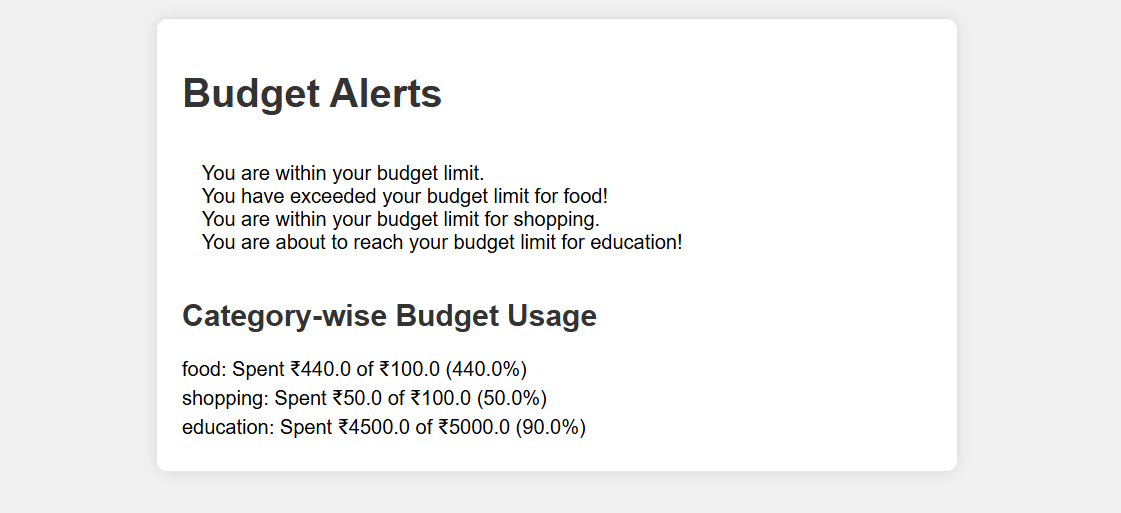 Budget Alerts
You are within your budget limit.
You have exceeded your budget limit for food!
You are within your budget limit for shopping.
You are about to reach your budget limit for education!
Category-wise Budget Usage
food: Spent ₹440.0 of ₹100.0 (440.0%)
shopping: Spent ₹50.0 of ₹100.0 (50.0%)
education: Spent ₹4500.0 of ₹5000.0 (90.0%)